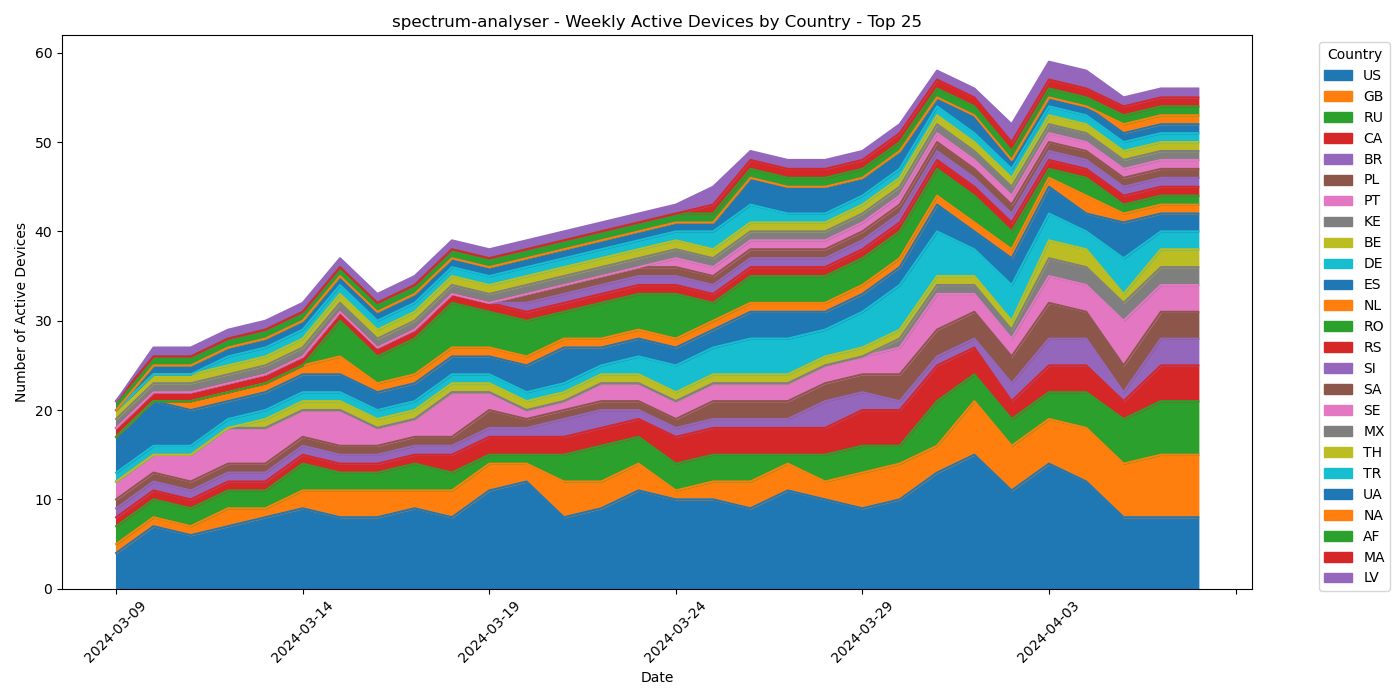 spectrum-analyser - Weekly Active Devices by Country - Top 25
Number of Active Devices
60
50
40
30
20
10
0
2024-03-09
2024-03-14
2024-03-19
2024-03-24
2024-03-29
2024-04-03
Date
Country
US
GB
RU
CA
BR
PL
PT
KE
BE
DE
ES
NL
RO
RS
SI
SA
SE
MX
TH
TR
UA
NA
AF
MA
LV